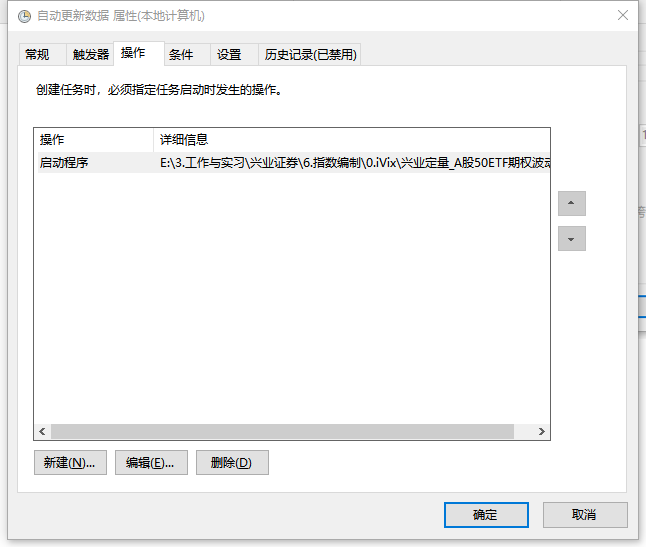 自动更新数据 属性(本地计算机)
常规 触发器 操作 条件 设置 历史记录(已禁用)
创建任务时，必须指定任务启动时发生的操作。
操作 详细信息
启动程序 E:\3.工作与实习\兴业证券\6.指数编制\0.iVix\兴业定量_A股50ETF期权波动
新建(N)... 编辑(E)... 删除(D)
确定 取消